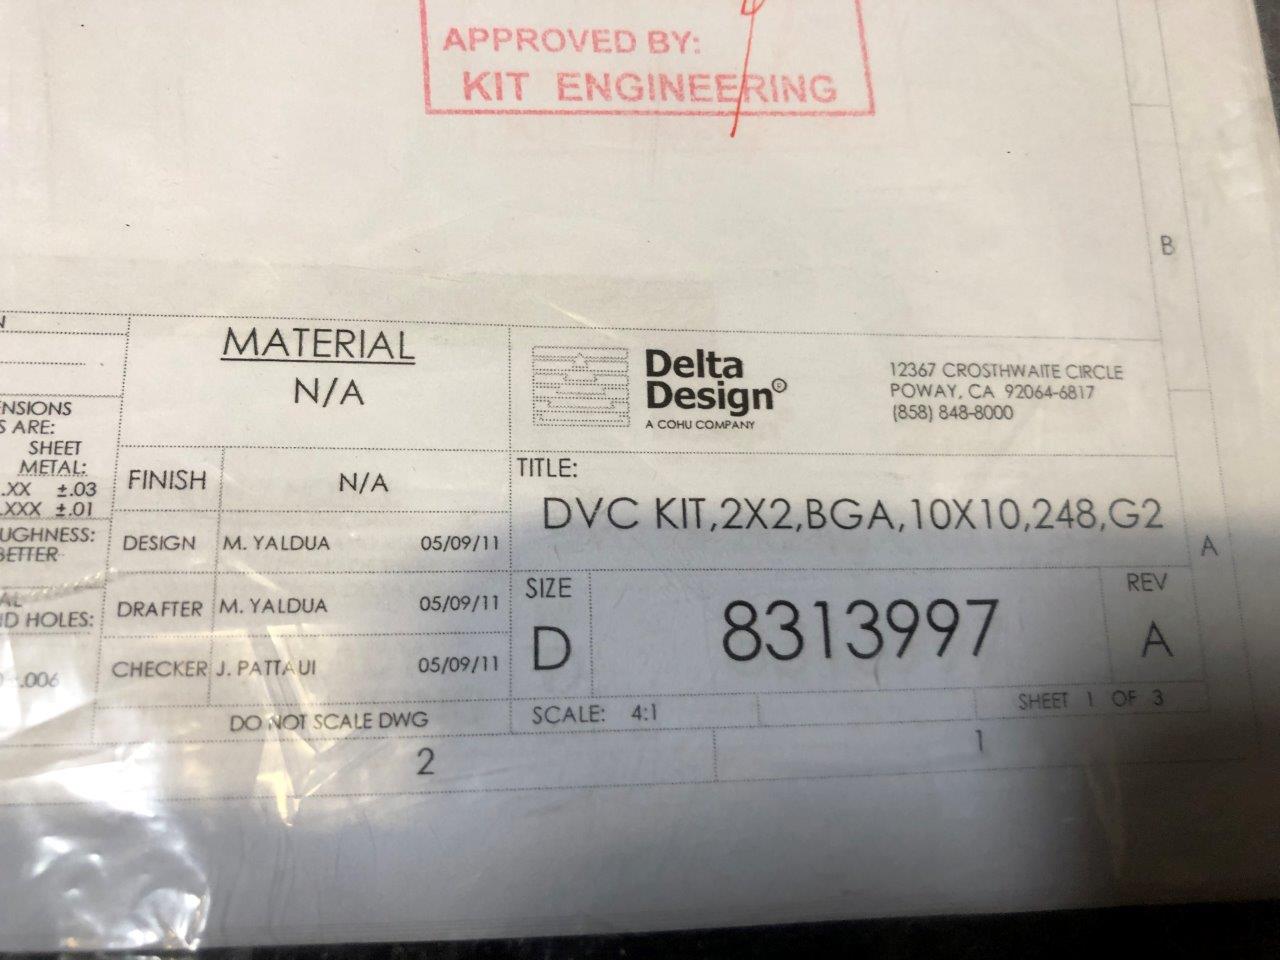 APPROVED BY:
KIT ENGINEERING
B
MATERIAL
N/A
Delta
Design®
A COHU COMPANY
12367 CROSTHWAITE CIRCLE
POWAY, CA 92064-6817
(858) 848-8000
S ARE:
SHEET
METAL:
.XX ±.03
.XXX ±.01
FINISH N/A
TITLE:
DVC KIT,2X2,BGA,10X10,248,G2
DESIGN M. YALDUA 05/09/11
A
DRAFTER M. YALDUA 05/09/11
HOLES:
CHECKER J. PATTAUI 05/09/11
.006
SIZE
D
8313997
REV
A
DO NOT SCALE DWG
SCALE: 4:1
SHEET 1 OF 3
2
1